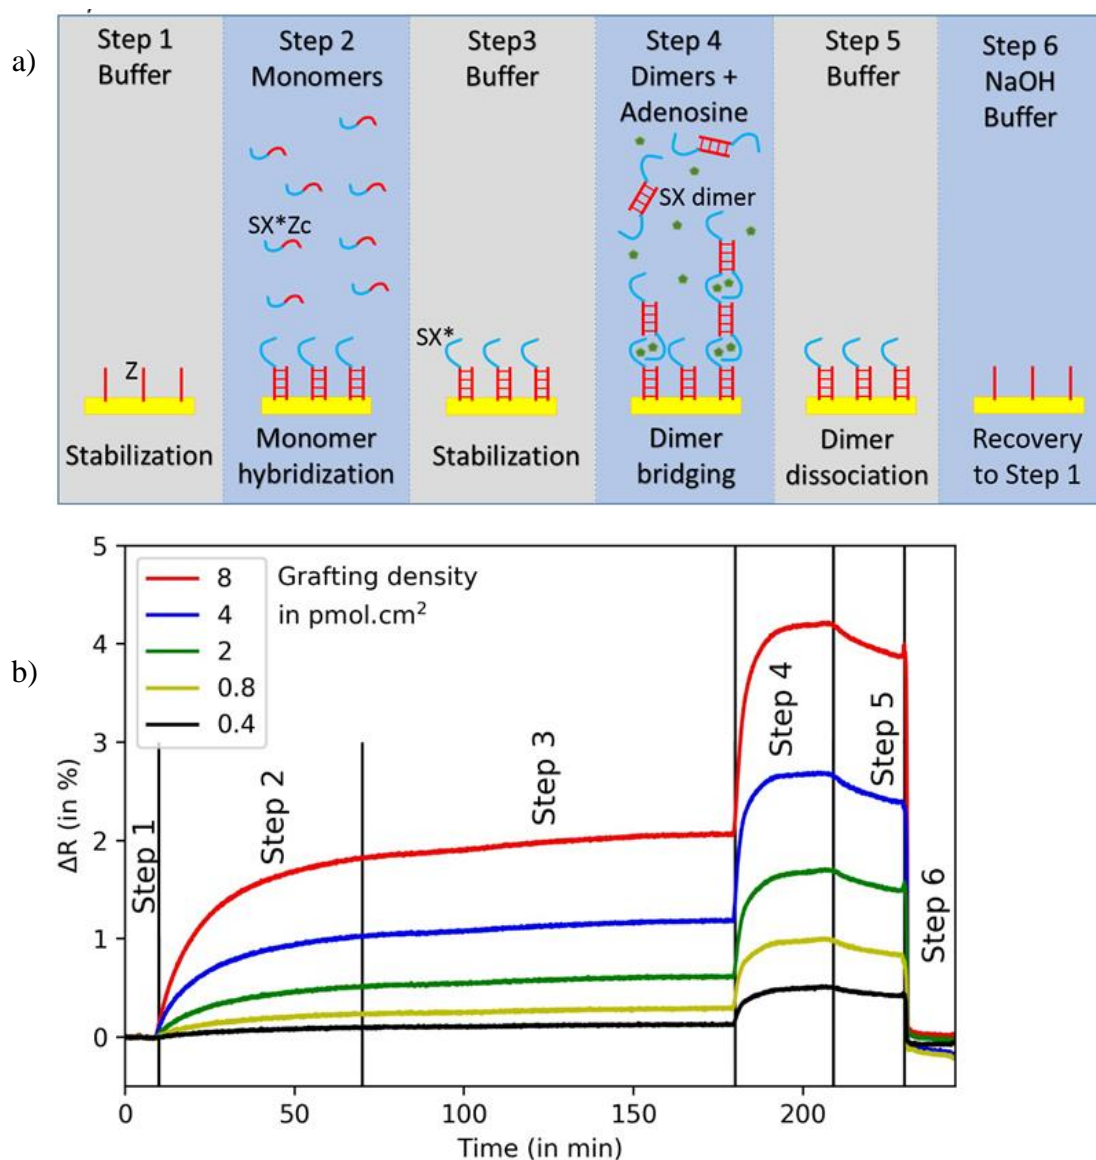 a)
Step 1
Buffer
Step 2
Monomers
Step3
Buffer
Step 4
Dimers +
Adenosine
Step 5
Buffer
Step 6
NaOH
Buffer
SX*Zc
SX dimer
SX*
Z
Stabilization
Monomer
hybridization
Stabilization
Dimer
bridging
Dimer
dissociation
Recovery
to Step 1
b)
5
4
3
2
1
0
ΔR (in %)
8
4
2
0.8
0.4
Grafting density
in pmol.cm²
Step 1
Step 2
Step 3
Step 4
Step 5
Step 6
0
50
100
150
200
Time (in min)